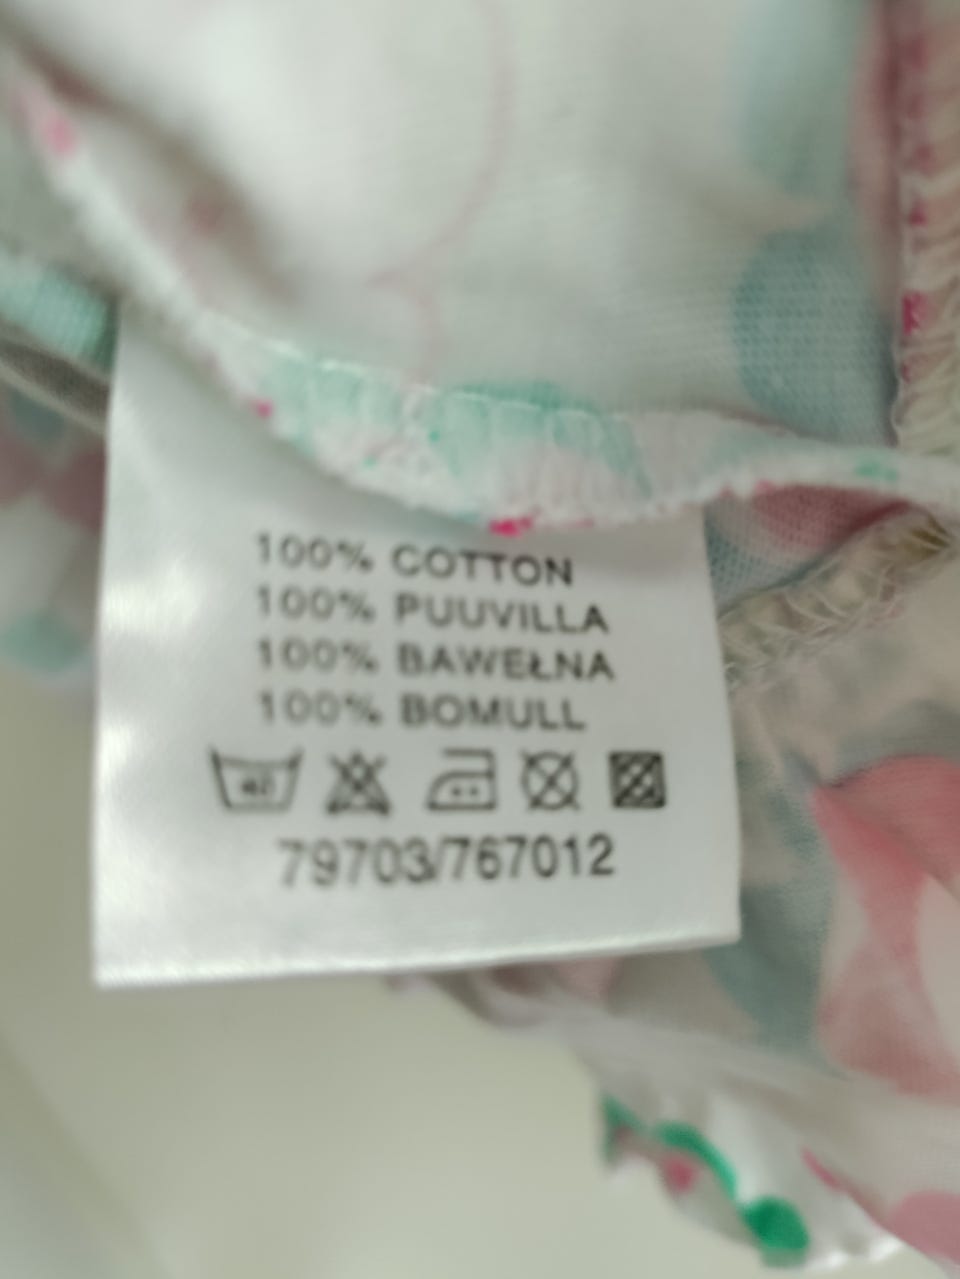 100% COTTON
100% PUUVILLA
100% BAWEŁNA
100% BOMULL
79703/767012